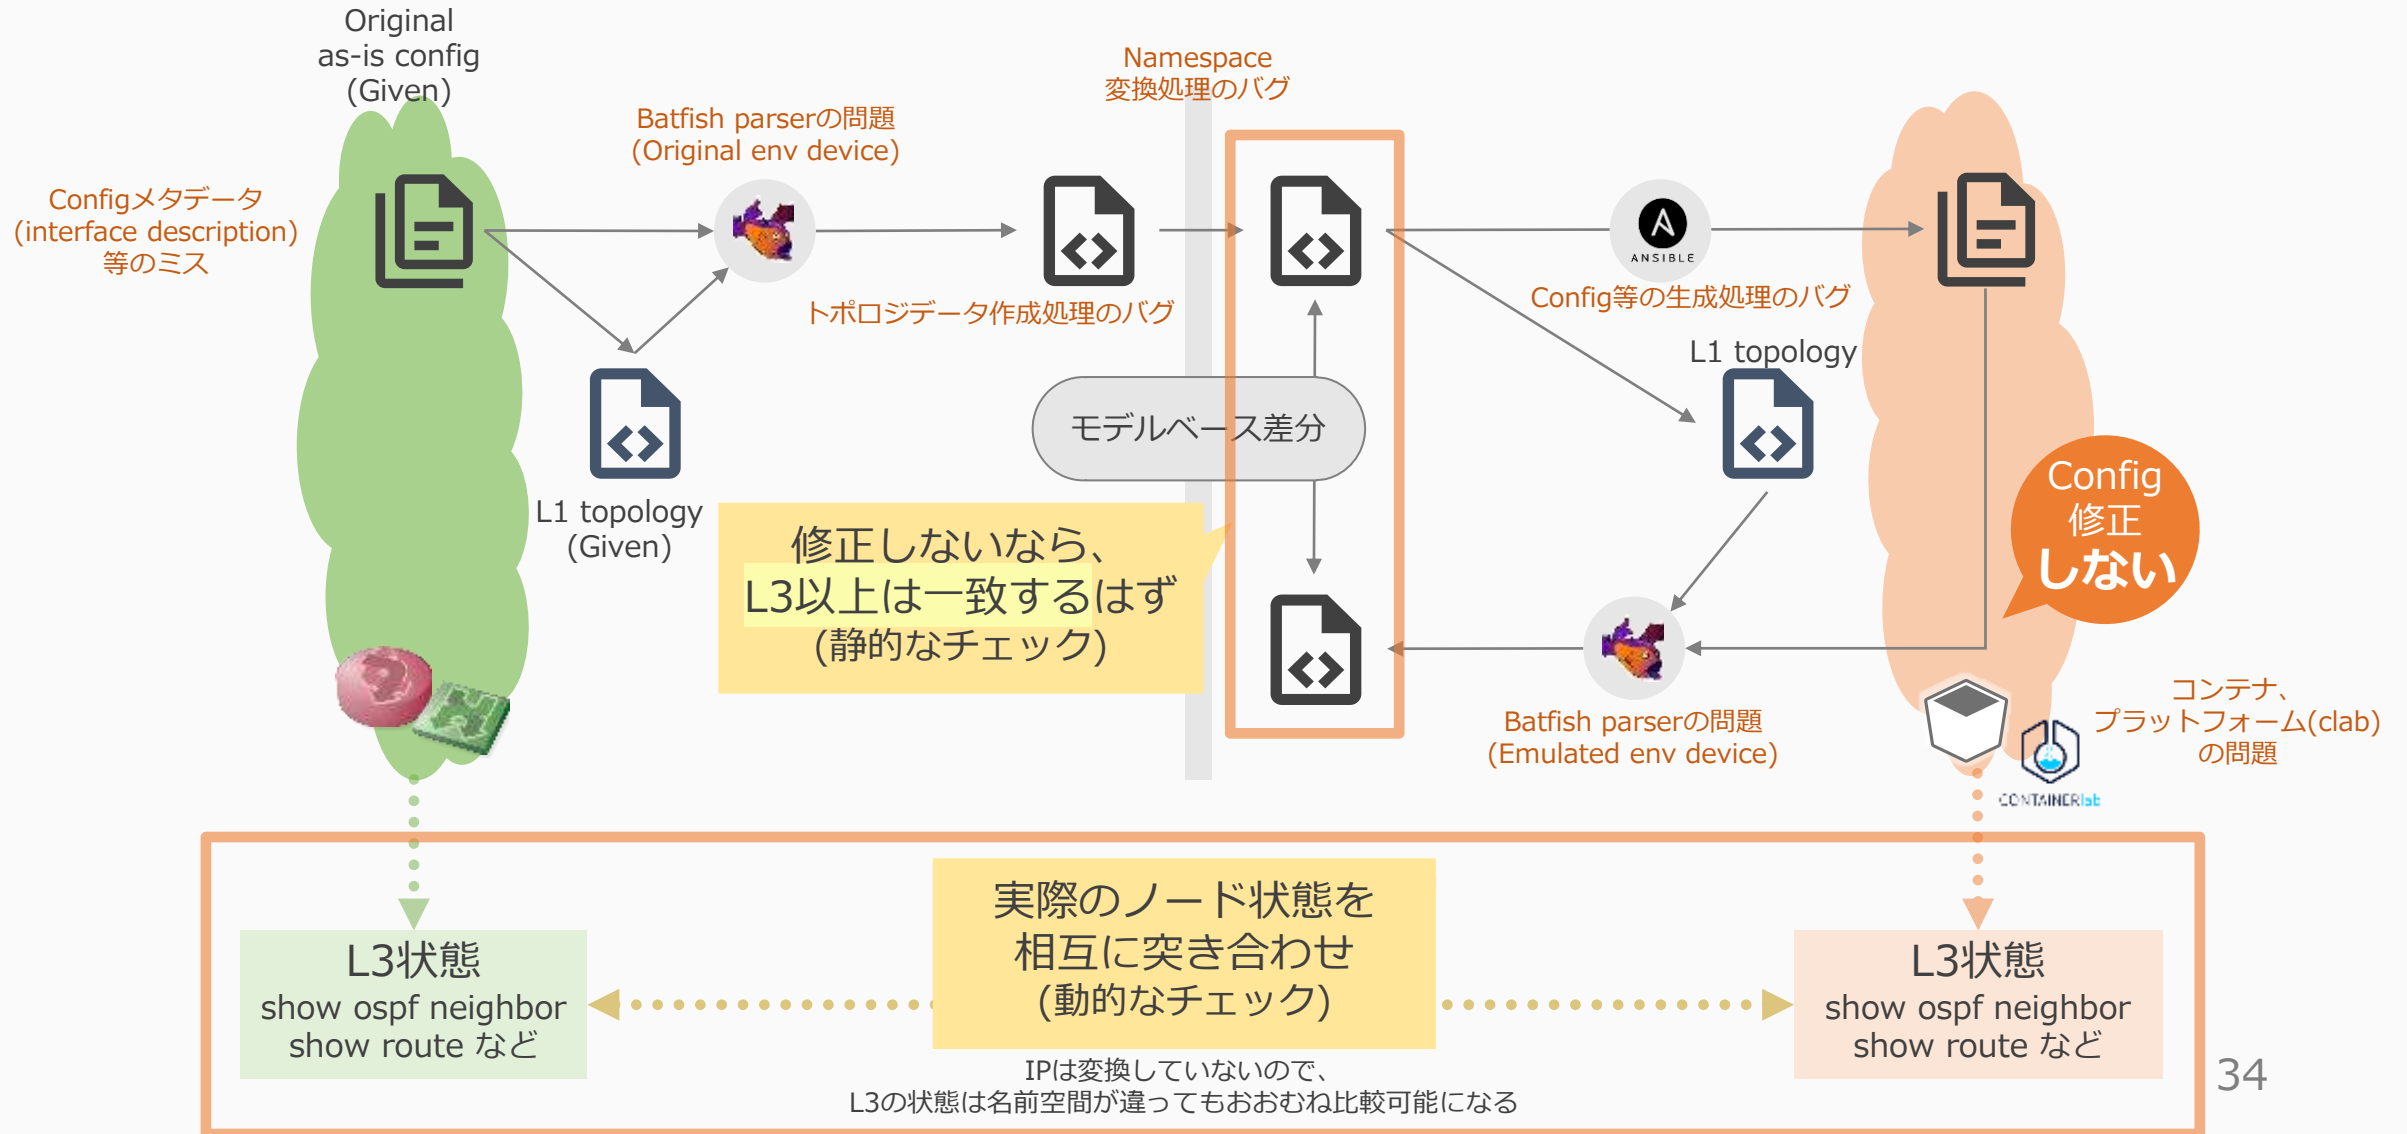 Original
as-is config
(Given)
Configメタデータ
(interface description)
等のミス
Batfish parserの問題
(Original env device)
トポロジデータ作成処理のバグ
L1 topology
(Given)
Namespace
変換処理のバグ
モデルベース差分
修正しないなら、
L3以上は一致するはず
(静的なチェック)
ANSIBLE
Config等の生成処理のバグ
L1 topology
Config
修正
しない
Batfish parserの問題
(Emulated env device)
コンテナ、
プラットフォーム(clab)
の問題
CONTAINERlab
L3状態
show ospf neighbor
show route など
実際のノード状態を
相互に突き合わせ
(動的なチェック)
IPは変換していないので、
L3の状態は名前空間が違ってもおおむね比較可能になる
L3状態
show ospf neighbor
show route など
34